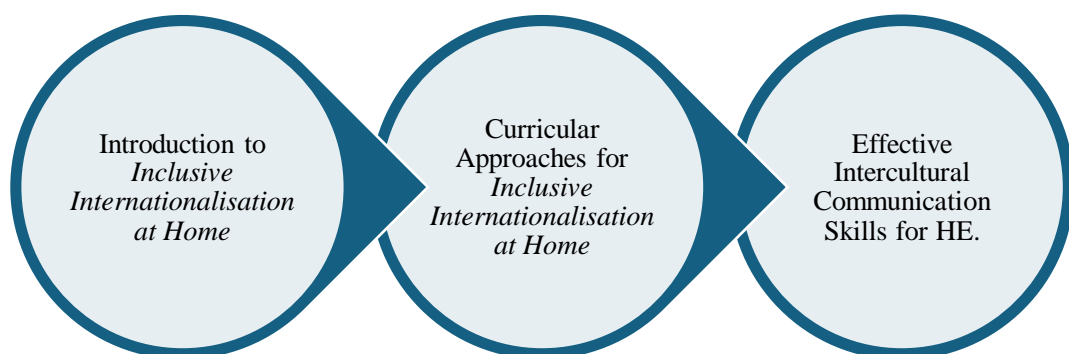 Introduction to
Inclusive
Internationalisation
at Home
Curricular
Approaches for
Inclusive
Internationalisation
at Home
Effective
Intercultural
Communication
Skills for HE.